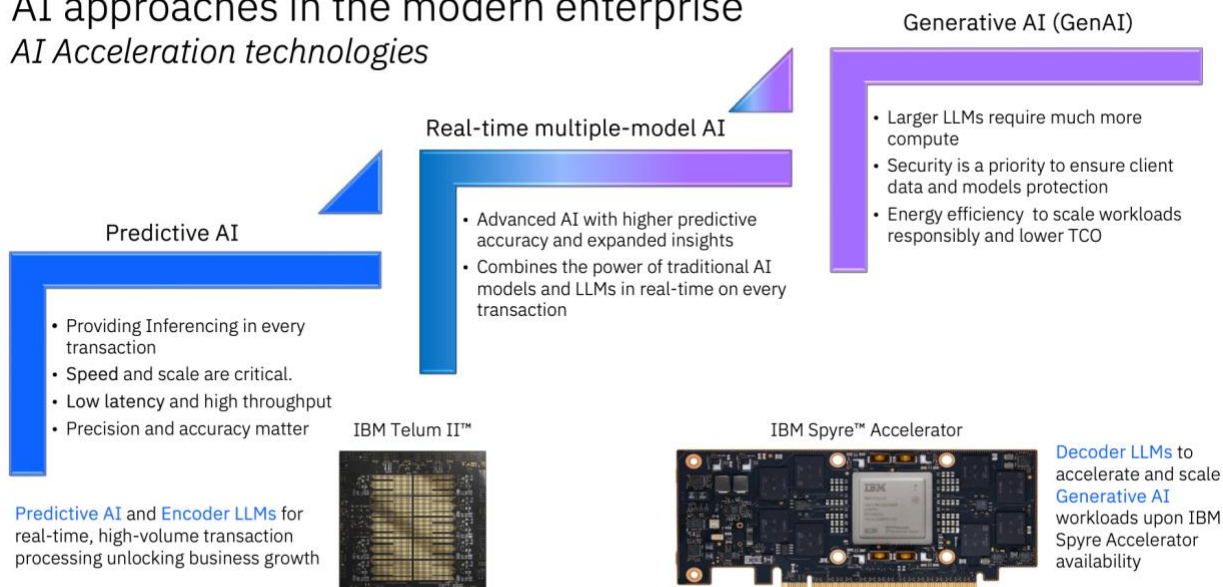 AI approaches in the modern enterprise
AI Acceleration technologies
Generative AI (GenAI)
• Larger LLMs require much more
compute
• Security is a priority to ensure client
data and models protection
• Energy efficiency to scale workloads
responsibly and lower TCO
Real-time multiple-model AI
• Advanced AI with higher predictive
accuracy and expanded insights
• Combines the power of traditional AI
models and LLMs in real-time on every
transaction
Predictive AI
• Providing Inferencing in every
transaction
• Speed and scale are critical.
• Low latency and high throughput
• Precision and accuracy matter
IBM Telum II™
IBM Spyre™ Accelerator
IBM
Predictive AI and Encoder LLMs for
real-time, high-volume transaction
processing unlocking business growth
Decoder LLMs to
accelerate and scale
Generative AI
workloads upon IBM
Spyre Accelerator
availability